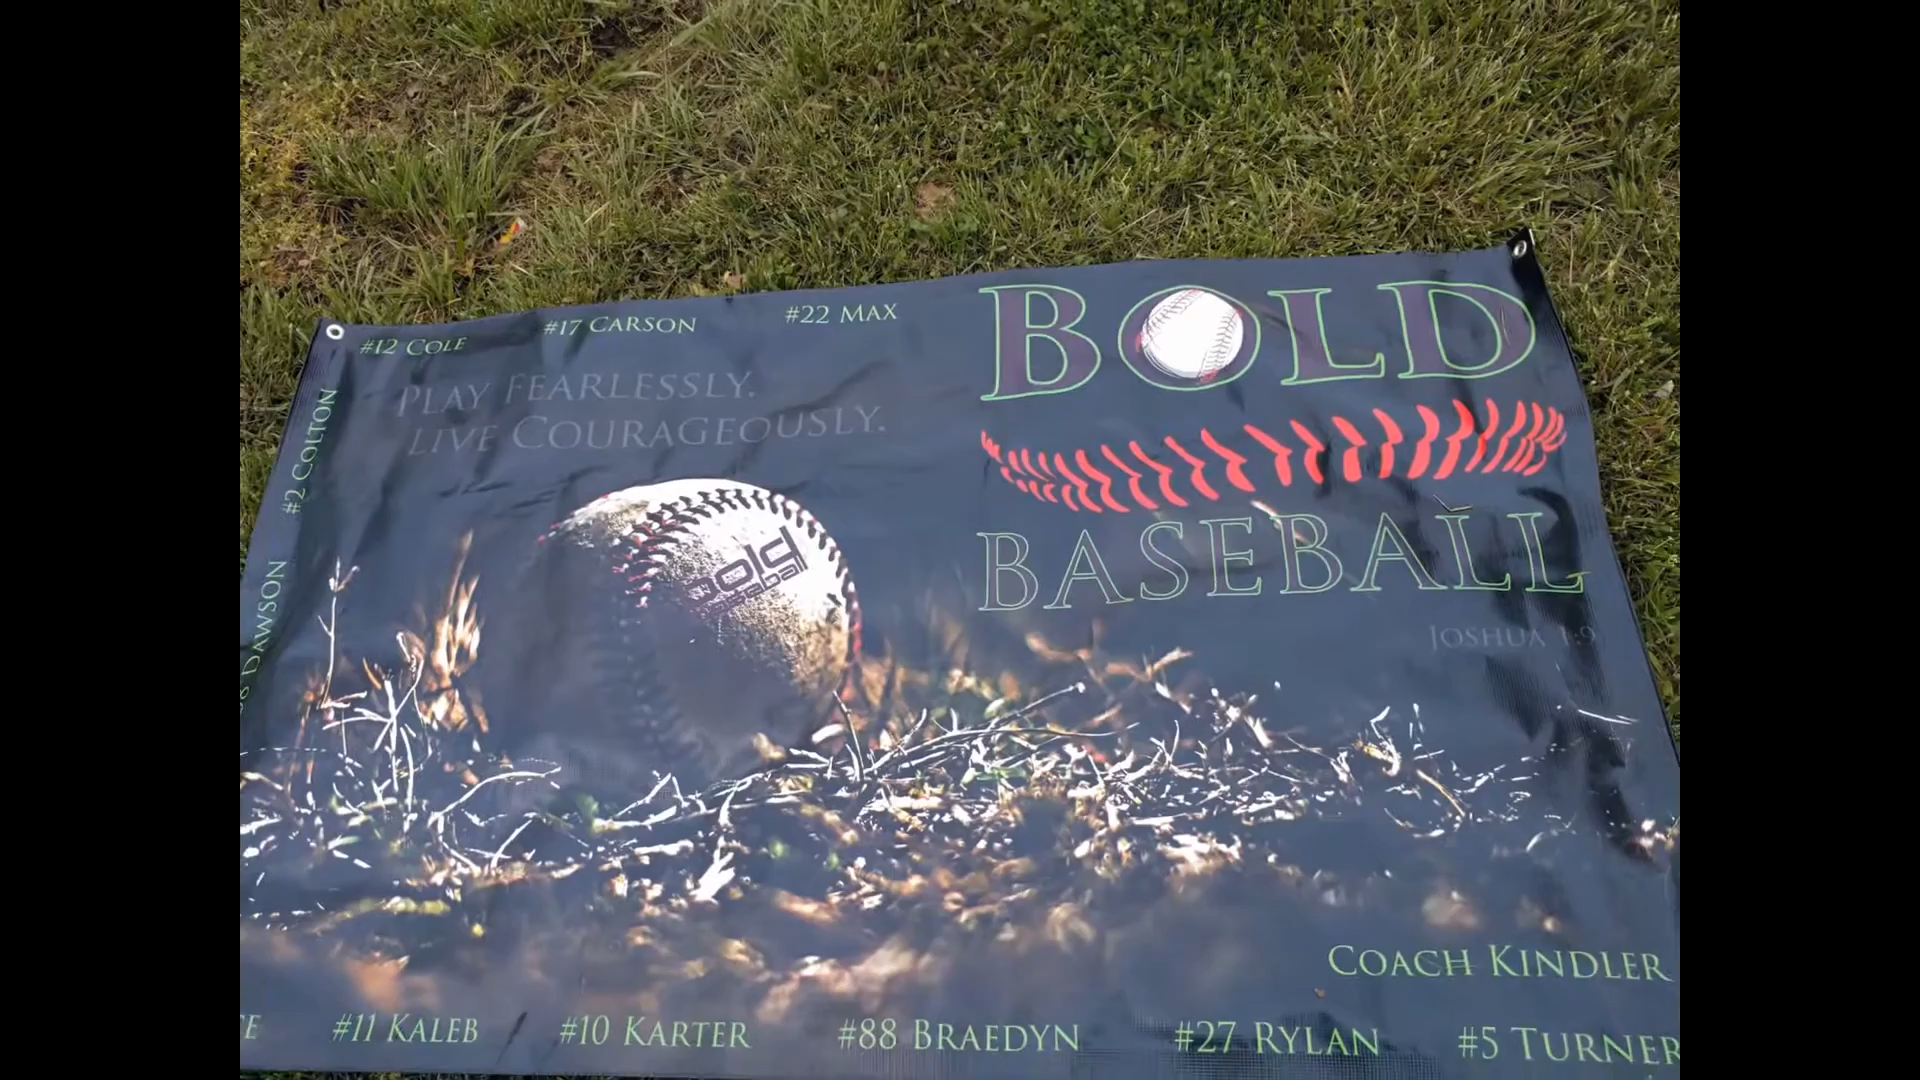 #12 COLE
#17 CARSON
#22 MAX
BOLD
PLAY FEARLESSLY.
LIVE COURAGEOUSLY.
#2 COLTON
bold
baseball
BASEBALL
JOSHUA 1:9
DAWSON
COACH KINDLER
#11 KALEB
#10 KARTER
#88 BRAEDYN
#27 RYLAN
#5 TURNER